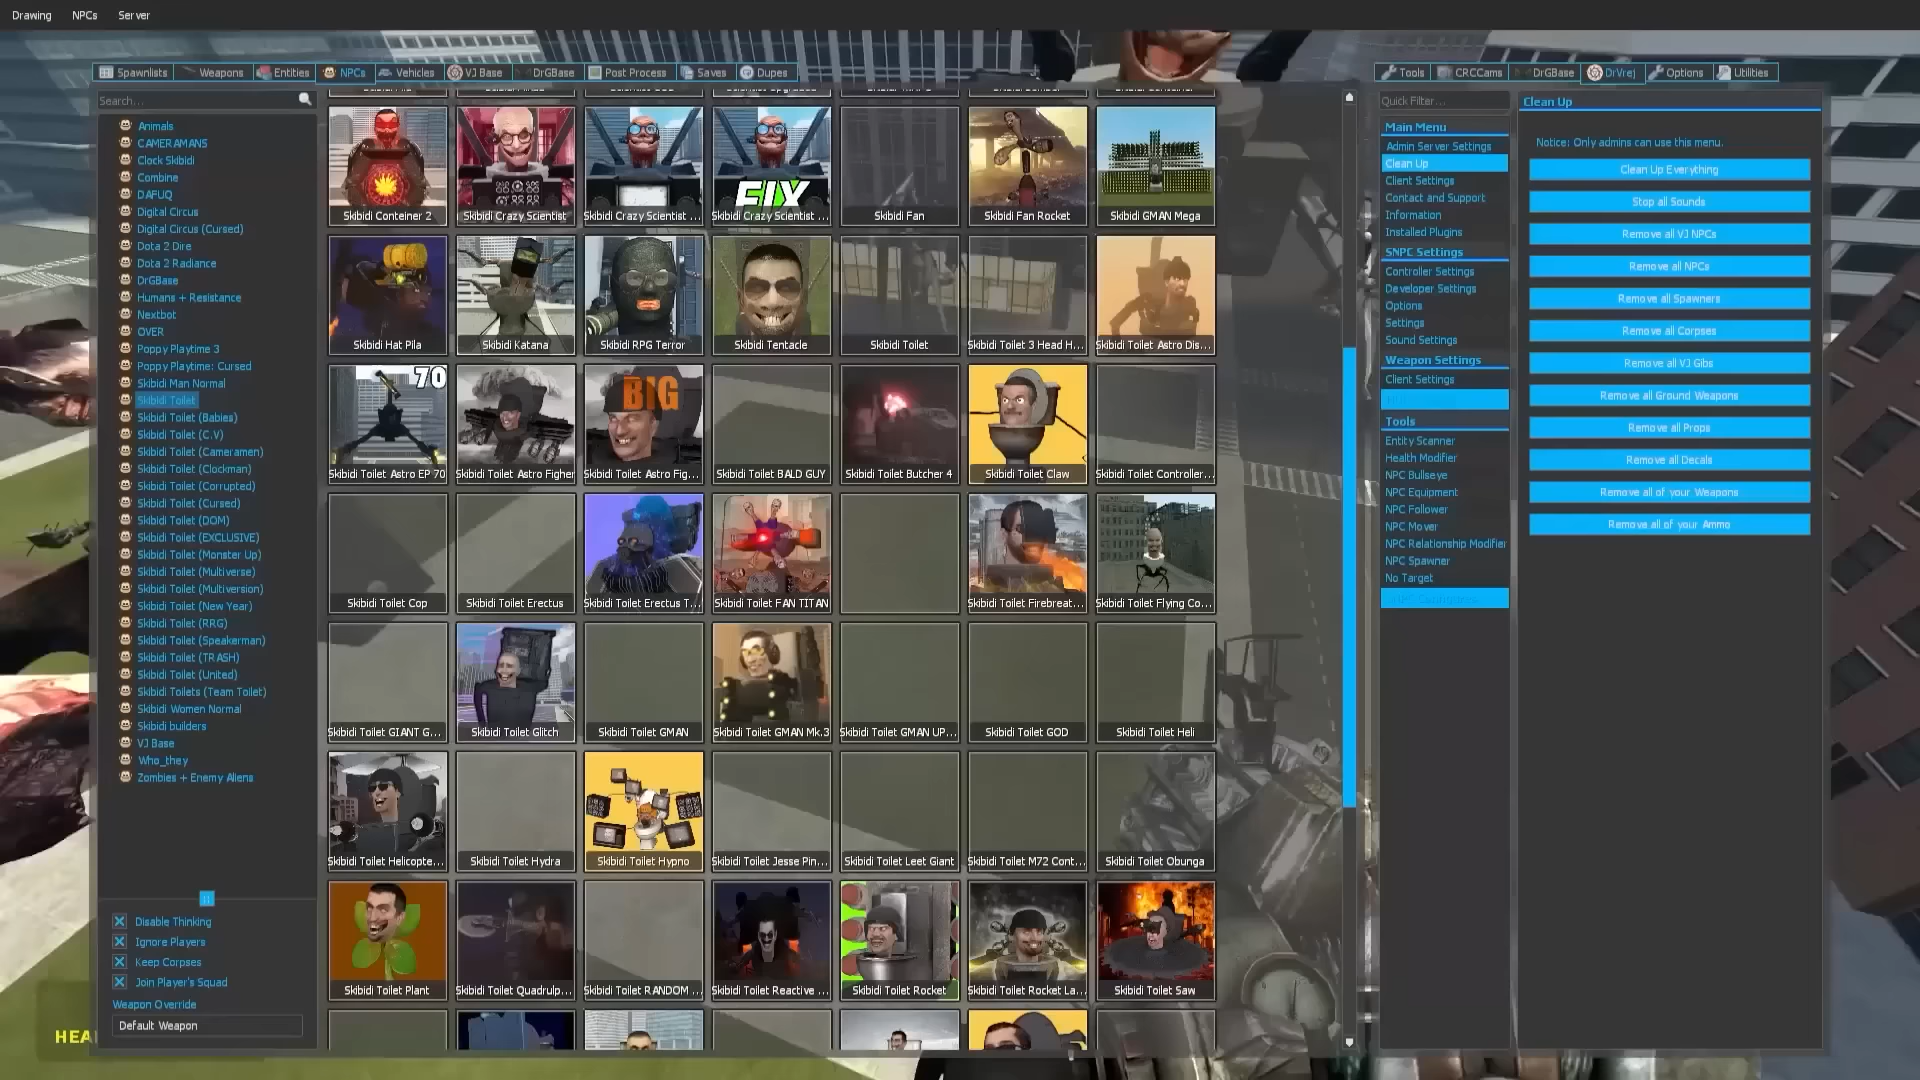 Drawing NPCs Server
Spawnlists Weapons Entities NPCs Vehicles VJ Base DrGBase Post Process Saves Dupes
Tools CRCCams DrGBase DrVrej Options Utilities
Search...
Animals
CAMERAMANS
Clock Skibidi
Combine
DAFUQ
Digital Circus
Digital Circus (Cursed)
Dota 2 Dire
Dota 2 Radiance
DrGBase
Humans + Resistance
Nextbot
OVER
Poppy Playtime 3
Poppy Playtime: Cursed
Skibidi Man Normal
Skibidi Toilet
Skibidi Toilet (Babies)
Skibidi Toilet (C.V)
Skibidi Toilet (Cameramen)
Skibidi Toilet (Clockman)
Skibidi Toilet (Corrupted)
Skibidi Toilet (Cursed)
Skibidi Toilet (DOM)
Skibidi Toilet (EXCLUSIVE)
Skibidi Toilet (Monster Up)
Skibidi Toilet (Multiverse)
Skibidi Toilet (Multiversion)
Skibidi Toilet (New Year)
Skibidi Toilet (RRG)
Skibidi Toilet (Speakerman)
Skibidi Toilet (TRASH)
Skibidi Toilet (United)
Skibidi Toilets (Team Toilet)
Skibidi Women Normal
Skibidi builders
VJ Base
Who_they
Zombies + Enemy Aliens
Disable Thinking
Ignore Players
Keep Corpses
Join Player's Squad
Weapon Override
Default Weapon
HEA
FIX
Skibidi Conteiner 2 Skibidi Crazy Scientist Skibidi Crazy Scientist ... Skibidi Crazy Scientist ... Skibidi Fan Skibidi Fan Rocket Skibidi GMAN Mega
Skibidi Hat Pila Skibidi Katana Skibidi RPG Terror Skibidi Tentacle Skibidi Toilet Skibidi Toilet 3 Head H... Skibidi Toilet Astro Dis...
70 BIG
Skibidi Toilet Astro EP 70 Skibidi Toilet Astro Figher Skibidi Toilet Astro Fig... Skibidi Toilet BALD GUY Skibidi Toilet Butcher 4 Skibidi Toilet Claw Skibidi Toilet Controller...
Skibidi Toilet Cop Skibidi Toilet Erectus Skibidi Toilet Erectus T... Skibidi Toilet FAN TITAN Skibidi Toilet Firebreat... Skibidi Toilet Flying Co...
Skibidi Toilet GIANT G... Skibidi Toilet Glitch Skibidi Toilet GMAN Skibidi Toilet GMAN Mk.3 Skibidi Toilet GMAN UP... Skibidi Toilet GOD Skibidi Toilet Heli
Skibidi Toilet Helicopte... Skibidi Toilet Hydra Skibidi Toilet Hypno Skibidi Toilet Jesse Pin... Skibidi Toilet Leet Giant Skibidi Toilet M72 Cont... Skibidi Toilet Obunga
Skibidi Toilet Plant Skibidi Toilet Quadrulp... Skibidi Toilet RANDOM ... Skibidi Toilet Reactive ... Skibidi Toilet Rocket Skibidi Toilet Rocket La... Skibidi Toilet Saw
Quick Filter...
Main Menu
Admin Server Settings
Clean Up
Client Settings
Contact and Support
Information
Installed Plugins
SNPC Settings
Controller Settings
Developer Settings
Options
Settings
Sound Settings
Weapon Settings
Client Settings
Tools
Entity Scanner
Health Modifier
NPC Bullseye
NPC Equipment
NPC Follower
NPC Mover
NPC Relationship Modifier
NPC Spawner
No Target
Clean Up
Notice: Only admins can use this menu.
Clean Up Everything
Stop all Sounds
Remove all VJ NPCs
Remove all NPCs
Remove all Spawners
Remove all Corpses
Remove all VJ Gibs
Remove all Ground Weapons
Remove all Props
Remove all Decals
Remove all of your Weapons
Remove all of your Ammo